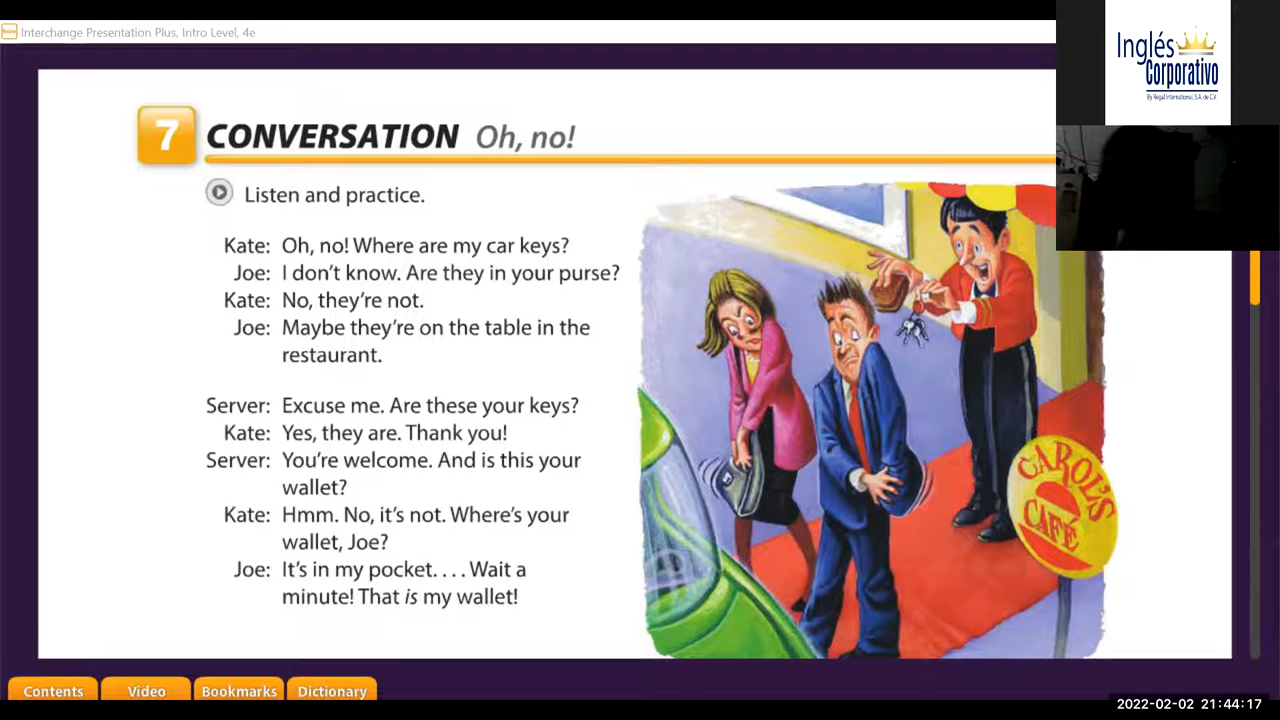 Interchange Presentation Plus, Intro Level, 4e
Inglés
Corporativo
By Regal International, S.A. de C.V.
7 CONVERSATION Oh, no!
Listen and practice.
Kate: Oh, no! Where are my car keys?
Joe: I don't know. Are they in your purse?
Kate: No, they're not.
Joe: Maybe they're on the table in the
restaurant.
Server: Excuse me. Are these your keys?
Kate: Yes, they are. Thank you!
Server: You're welcome. And is this your
wallet?
Kate: Hmm. No, it's not. Where's your
wallet, Joe?
Joe: It's in my pocket. . . . Wait a
minute! That is my wallet!
CAROL'S
CAFÉ
Contents Video Bookmarks Dictionary
2022-02-02 21:44:17